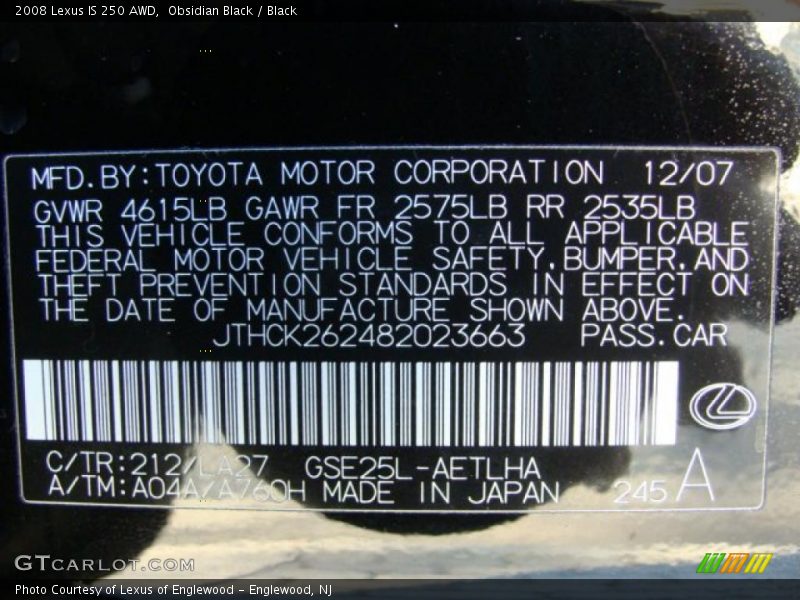 2008 Lexus IS 250 AWD,  Obsidian Black / Black
MFD.BY:TOYOTA MOTOR CORPORATION 12/07
GVWR 4615LB GAWR FR 2575LB RR 2535LB
THIS VEHICLE CONFORMS TO ALL APPLICABLE
FEDERAL MOTOR VEHICLE SAFETY,BUMPER,AND
THEFT PREVENTION STANDARDS IN EFFECT ON
THE DATE OF MANUFACTURE SHOWN ABOVE.
JTHCK262482023663 PASS.CAR
C/TR:212/LA27 GSE25L-AETLHA
A/TM:A04A/A760H MADE IN JAPAN 245 A
GTCARLOT.COM
Photo Courtesy of Lexus of Englewood - Englewood, NJ